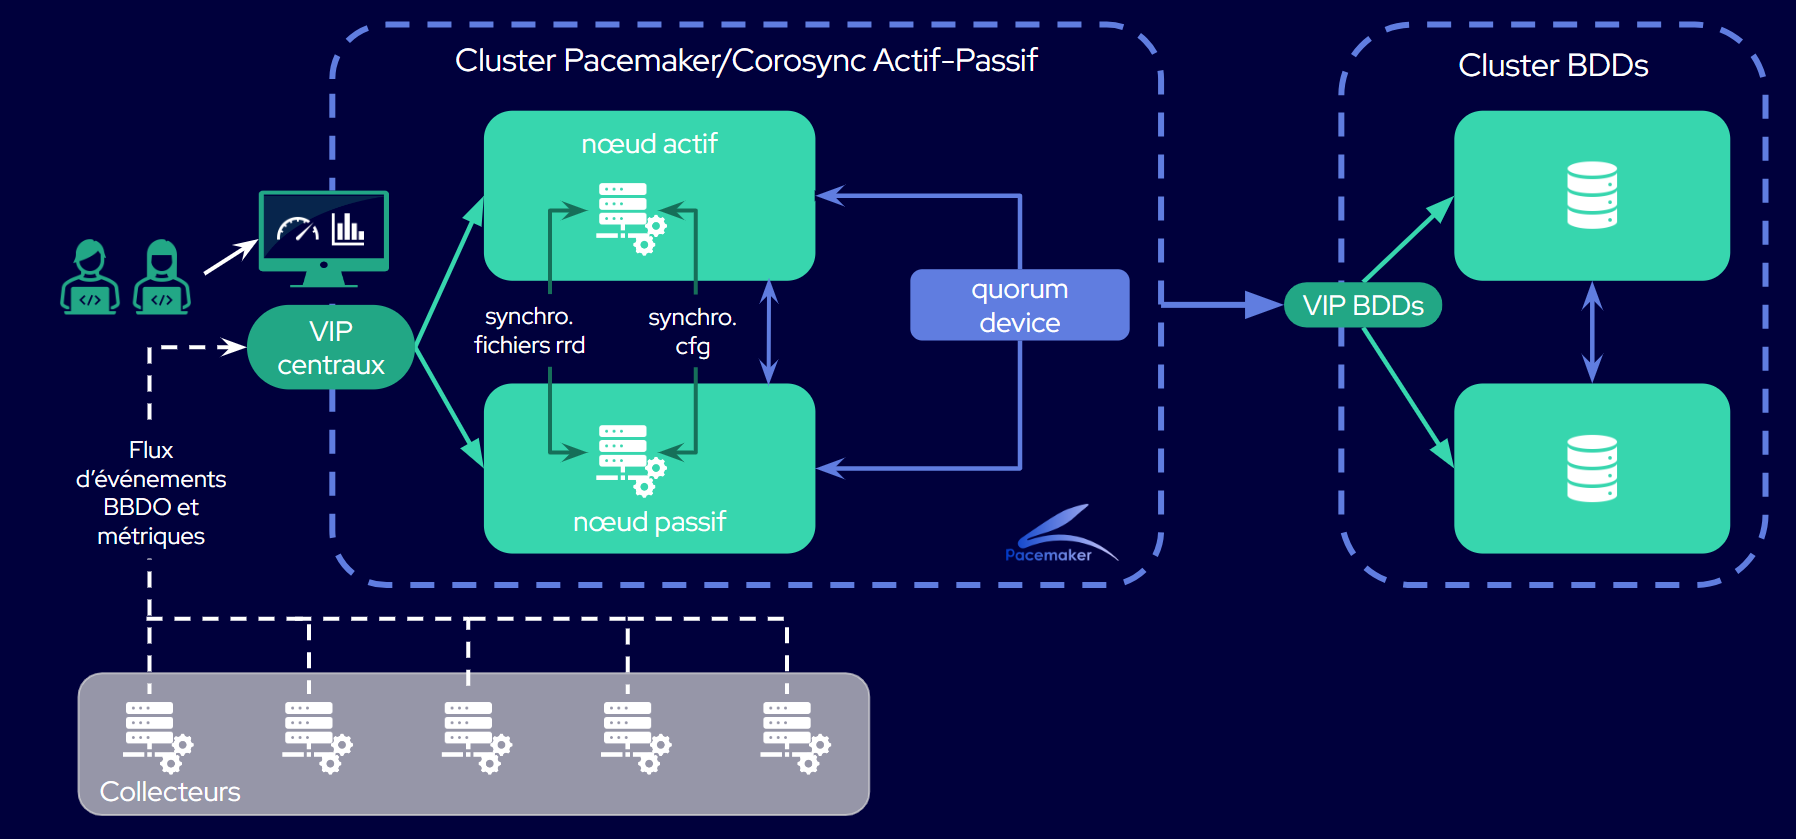 Cluster Pacemaker/Corosync Actif-Passif
Cluster BDDs
nœud actif
VIP
centraux
synchro.
fichiers rrd
synchro.
cfg
quorum
device
VIP BDDs
nœud passif
Pacemaker
Flux
d’événements
BBDO et
métriques
Collecteurs